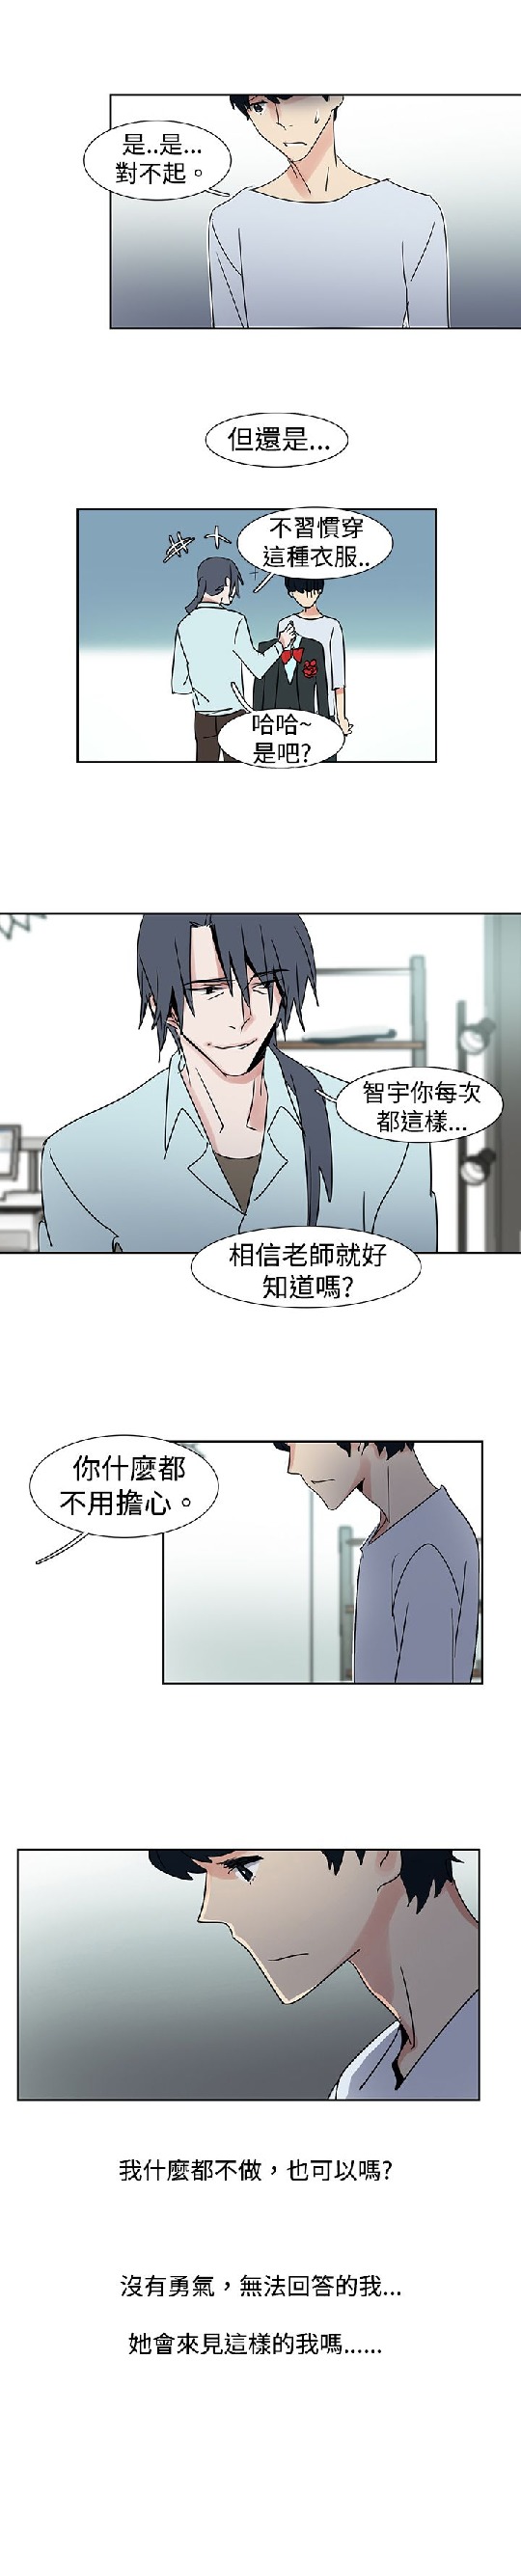 是..是...
對不起。
但還是...
不習慣穿
這種衣服..
哈哈~
是吧?
智宇你每次
都這樣...
相信老師就好
知道嗎?
你什麼都
不用擔心。
我什麼都不做，也可以嗎?
沒有勇氣，無法回答的我...
她會來見這樣的我嗎......